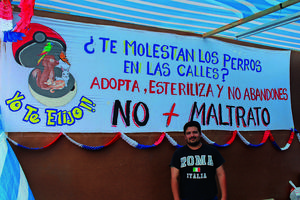 ¿TE MOLESTAN LOS PERROS
EN LAS CALLES?
ADOPTA, ESTERILIZA Y NO ABANDONES
NO + MALTRATO
Yo Te Elijo!!
ROMA
ITALIA